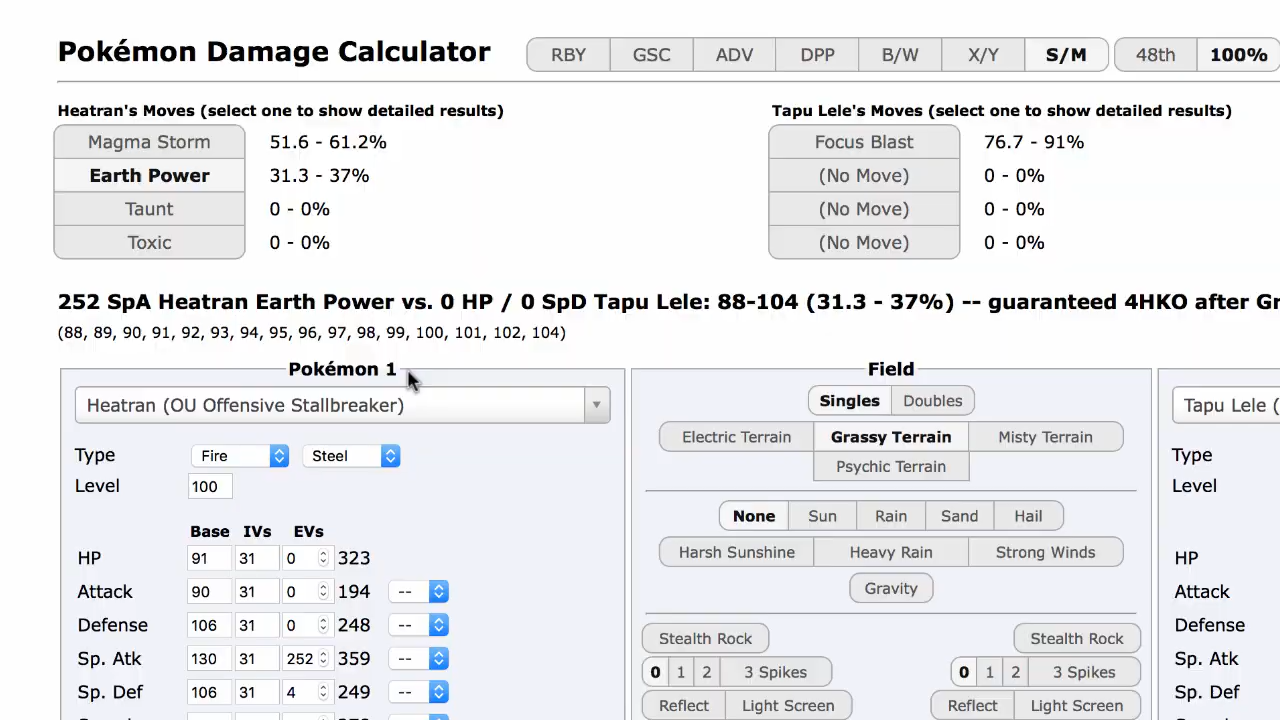 Pokémon Damage Calculator RBY GSC ADV DPP B/W X/Y S/M 48th 100%
Heatran's Moves (select one to show detailed results) Tapu Lele's Moves (select one to show detailed results)
Magma Storm 51.6 - 61.2% Focus Blast 76.7 - 91%
Earth Power 31.3 - 37% (No Move) 0 - 0%
Taunt 0 - 0% (No Move) 0 - 0%
Toxic 0 - 0% (No Move) 0 - 0%
252 SpA Heatran Earth Power vs. 0 HP / 0 SpD Tapu Lele: 88-104 (31.3 - 37%) -- guaranteed 4HKO after Gr
(88, 89, 90, 91, 92, 93, 94, 95, 96, 97, 98, 99, 100, 101, 102, 104)
Pokémon 1
Heatran (OU Offensive Stallbreaker)
Type Fire Steel
Level 100
Base IVs EVs
HP 91 31 0 323
Attack 90 31 0 194 --
Defense 106 31 0 248 --
Sp. Atk 130 31 252 359 --
Sp. Def 106 31 4 249 --
Field
Singles Doubles
Electric Terrain Grassy Terrain Misty Terrain
Psychic Terrain
None Sun Rain Sand Hail
Harsh Sunshine Heavy Rain Strong Winds
Gravity
Stealth Rock Stealth Rock
0 1 2 3 Spikes 0 1 2 3 Spikes
Reflect Light Screen Reflect Light Screen
Tapu Lele (
Type
Level
HP
Attack
Defense
Sp. Atk
Sp. Def